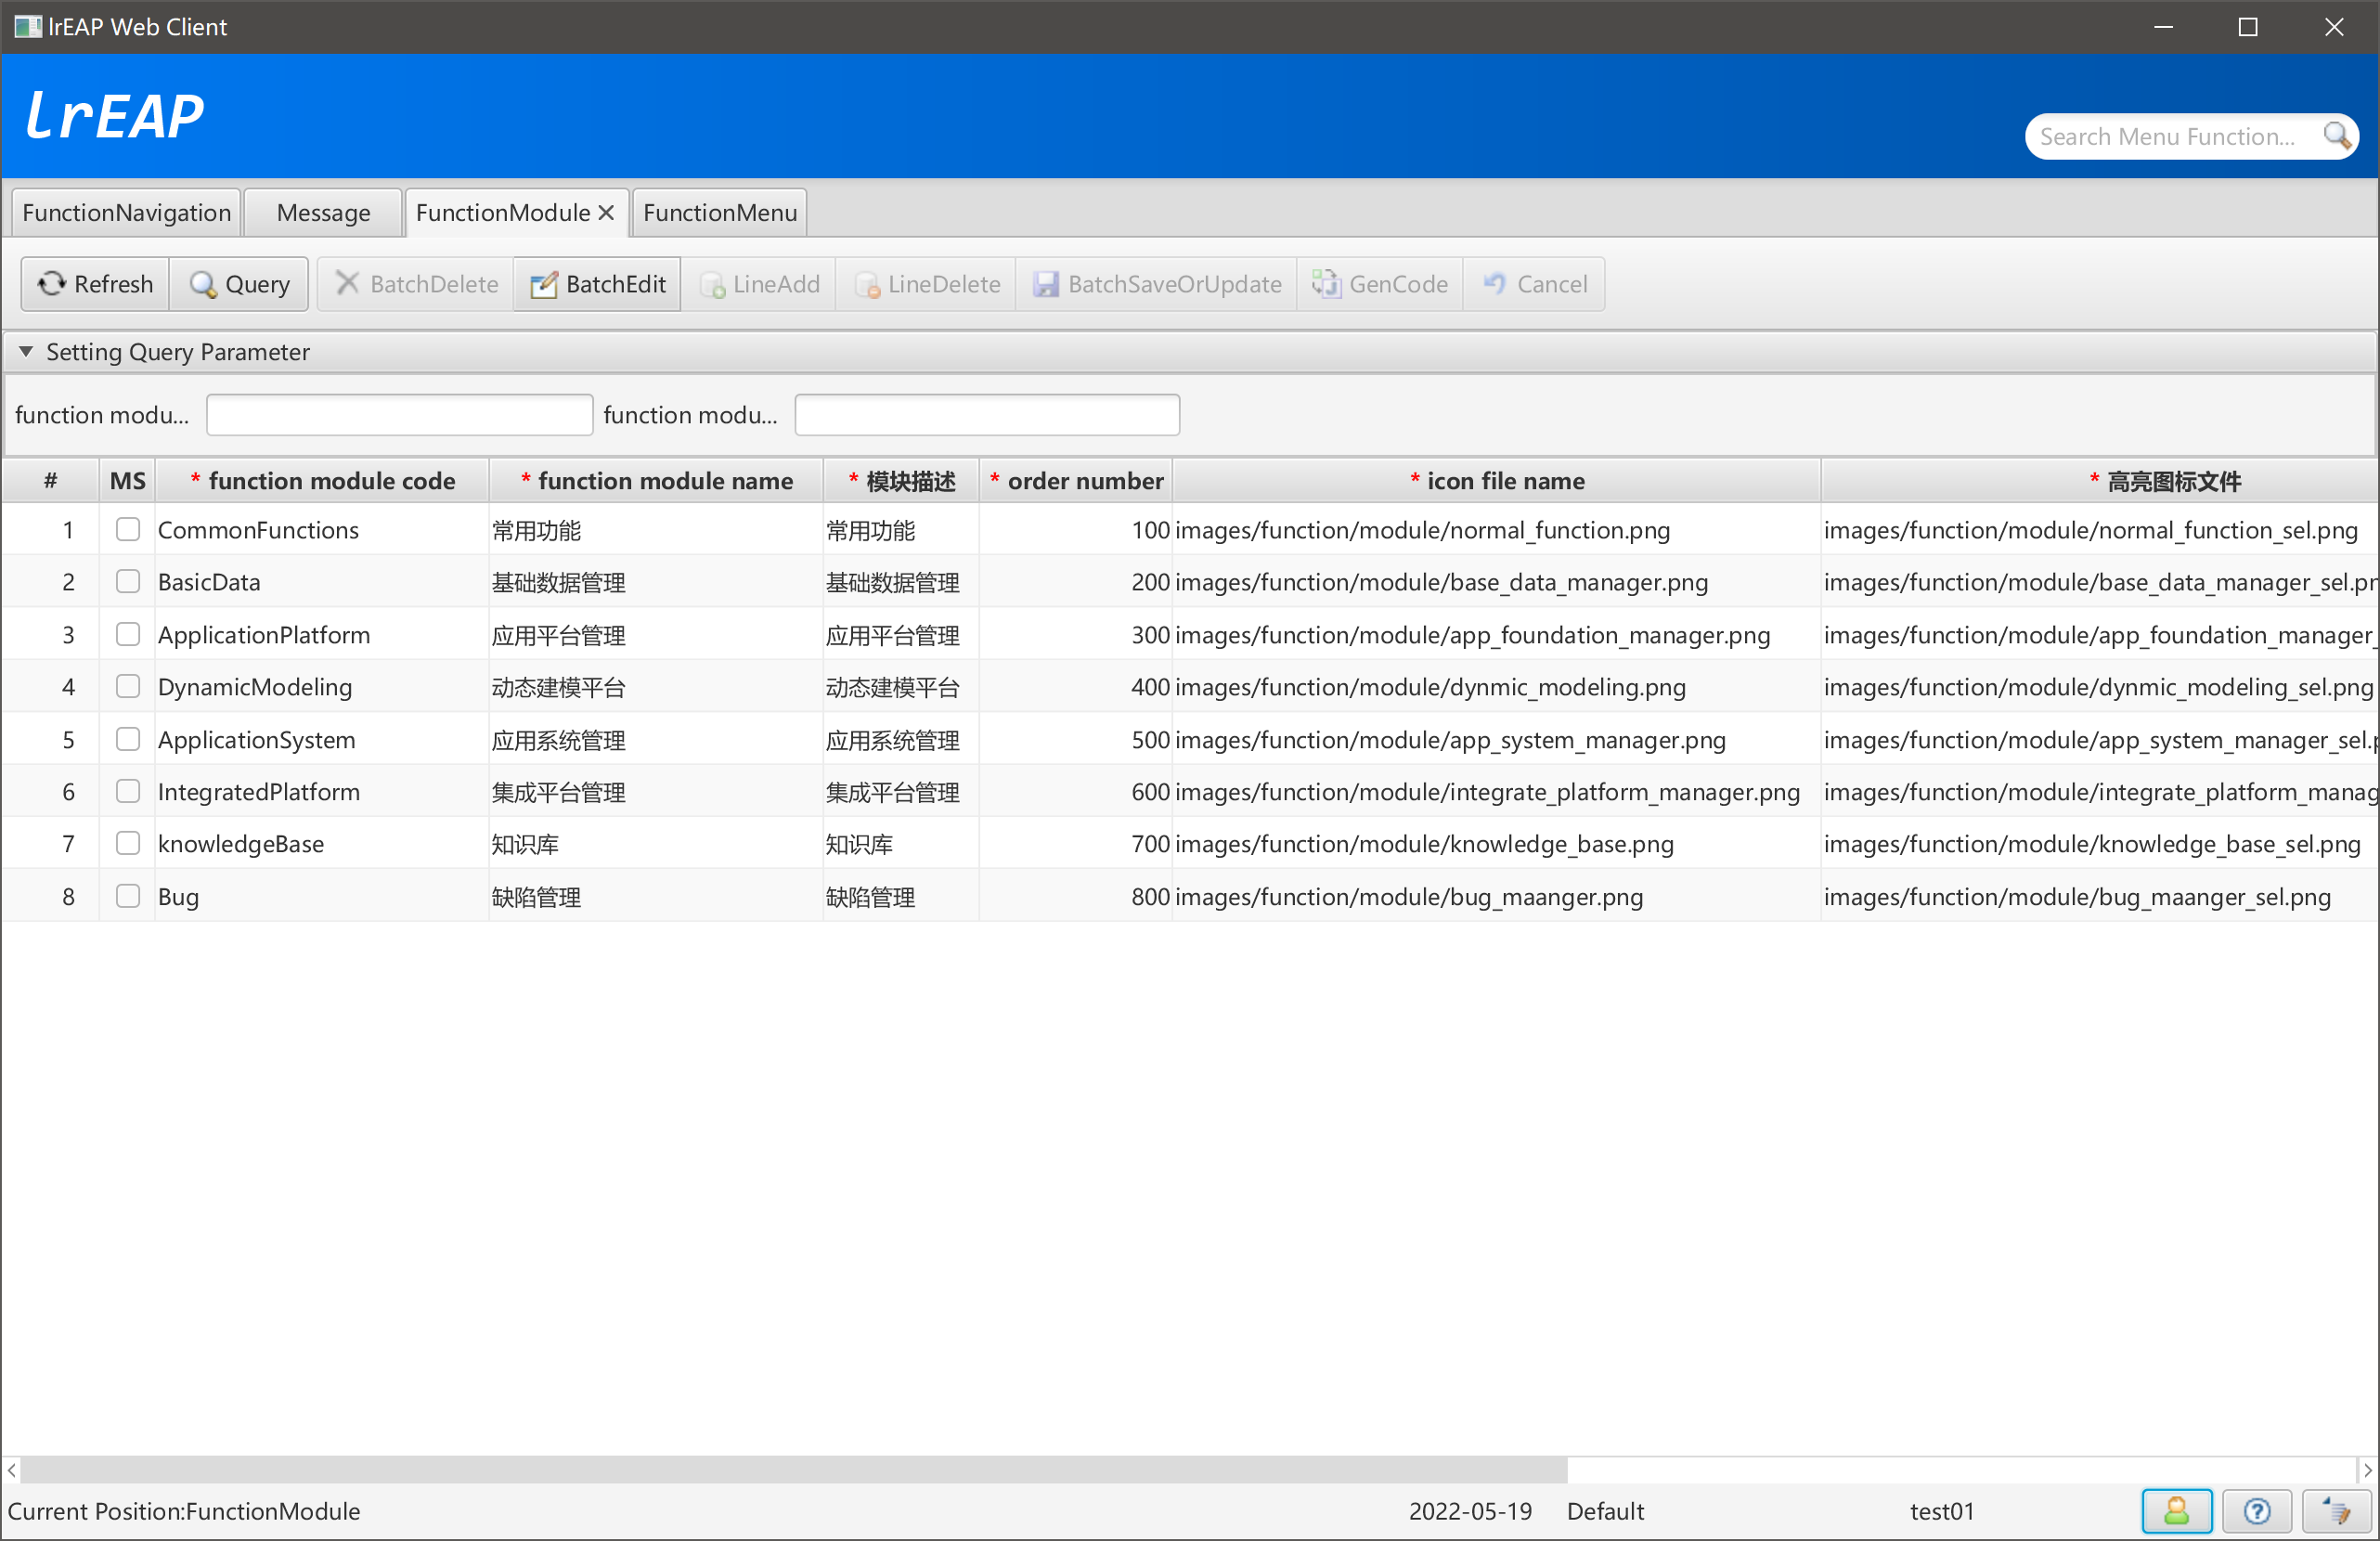 lrEAP Web Client
lrEAP
Search Menu Function...
FunctionNavigation Message FunctionModule FunctionMenu
Refresh Query BatchDelete BatchEdit LineAdd LineDelete BatchSaveOrUpdate GenCode Cancel
Setting Query Parameter
function modu... function modu...
# MS * function module code * function module name * 模块描述 * order number * icon file name * 高亮图标文件
1 CommonFunctions 常用功能 常用功能 100 images/function/module/normal_function.png images/function/module/normal_function_sel.png
2 BasicData 基础数据管理 基础数据管理 200 images/function/module/base_data_manager.png images/function/module/base_data_manager_sel.pn
3 ApplicationPlatform 应用平台管理 应用平台管理 300 images/function/module/app_foundation_manager.png images/function/module/app_foundation_manager_
4 DynamicModeling 动态建模平台 动态建模平台 400 images/function/module/dynmic_modeling.png images/function/module/dynmic_modeling_sel.png
5 ApplicationSystem 应用系统管理 应用系统管理 500 images/function/module/app_system_manager.png images/function/module/app_system_manager_sel.p
6 IntegratedPlatform 集成平台管理 集成平台管理 600 images/function/module/integrate_platform_manager.png images/function/module/integrate_platform_manag
7 knowledgeBase 知识库 知识库 700 images/function/module/knowledge_base.png images/function/module/knowledge_base_sel.png
8 Bug 缺陷管理 缺陷管理 800 images/function/module/bug_maanger.png images/function/module/bug_maanger_sel.png
Current Position:FunctionModule 2022-05-19 Default test01